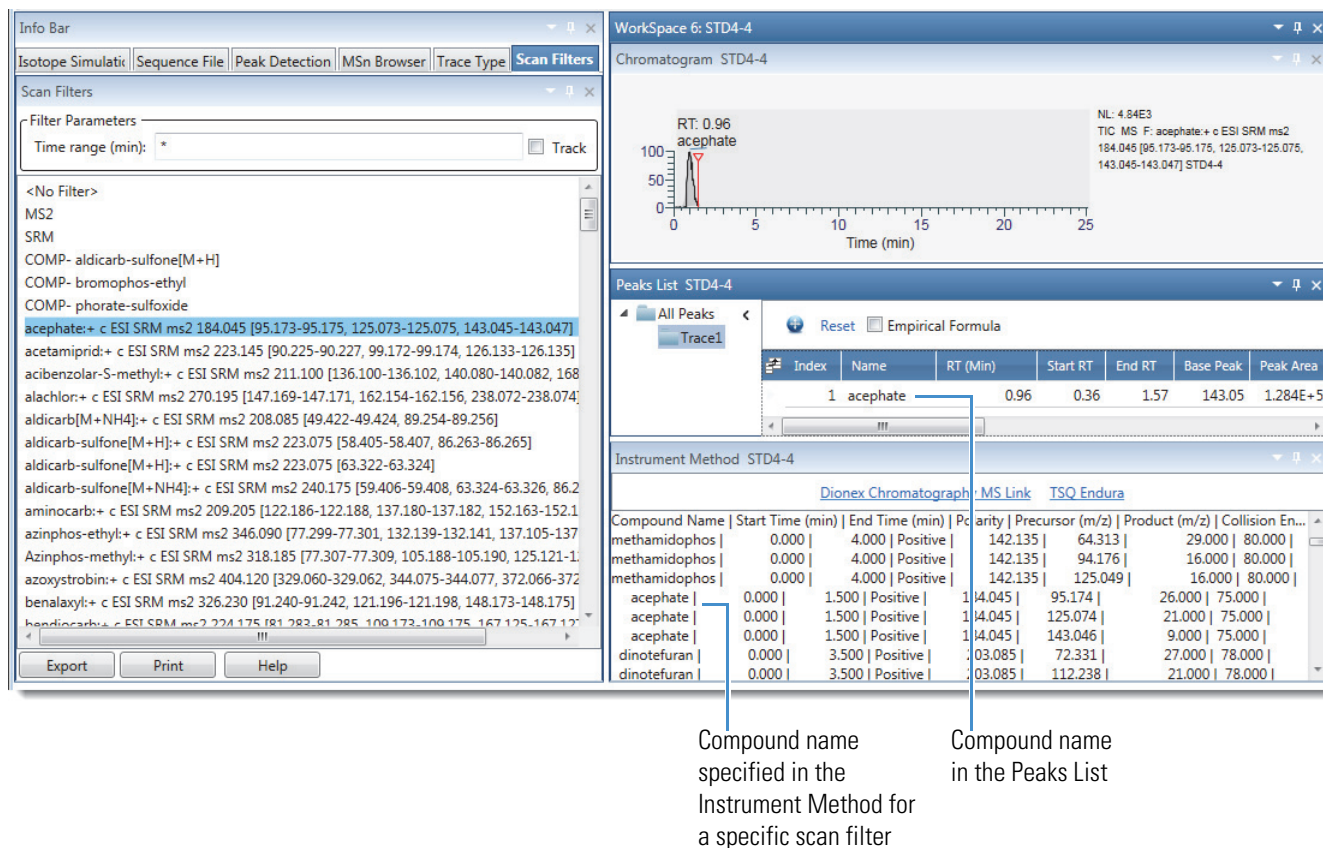 Info Bar
Isotope Simulatic Sequence File Peak Detection MSn Browser Trace Type Scan Filters
Scan Filters
Filter Parameters
Time range (min): * Track
<No Filter>
MS2
SRM
COMP- aldicarb-sulfone[M+H]
COMP- bromophos-ethyl
COMP- phorate-sulfoxide
acephate:+ c ESI SRM ms2 184.045 [95.173-95.175, 125.073-125.075, 143.045-143.047]
acetamiprid:+ c ESI SRM ms2 223.145 [90.225-90.227, 99.172-99.174, 126.133-126.135]
acibenzolar-S-methyl:+ c ESI SRM ms2 211.100 [136.100-136.102, 140.080-140.082, 168
alachlor:+ c ESI SRM ms2 270.195 [147.169-147.171, 162.154-162.156, 238.072-238.074]
aldicarb[M+NH4]:+ c ESI SRM ms2 208.085 [49.422-49.424, 89.254-89.256]
aldicarb-sulfone[M+H]:+ c ESI SRM ms2 223.075 [58.405-58.407, 86.263-86.265]
aldicarb-sulfone[M+H]:+ c ESI SRM ms2 223.075 [63.322-63.324]
aldicarb-sulfone[M+NH4]:+ c ESI SRM ms2 240.175 [59.406-59.408, 63.324-63.326, 86.2
aminocarb:+ c ESI SRM ms2 209.205 [122.186-122.188, 137.180-137.182, 152.163-152.1
azinphos-ethyl:+ c ESI SRM ms2 346.090 [77.299-77.301, 132.139-132.141, 137.105-137
Azinphos-methyl:+ c ESI SRM ms2 318.185 [77.307-77.309, 105.188-105.190, 125.121-1
azoxystrobin:+ c ESI SRM ms2 404.120 [329.060-329.062, 344.075-344.077, 372.066-372
benalaxyl:+ c ESI SRM ms2 326.230 [91.240-91.242, 121.196-121.198, 148.173-148.175]
bendiocarb:+ c ESI SRM ms2 224.175 [81.283-81.285, 109.173-109.175, 167.125-167.127
Export Print Help
WorkSpace 6: STD4-4
Chromatogram STD4-4
RT: 0.96
acephate
100
50
0
0 5 10 15 20 25
Time (min)
NL: 4.84E3
TIC MS F: acephate:+ c ESI SRM ms2
184.045 [95.173-95.175, 125.073-125.075,
143.045-143.047] STD4-4
Peaks List STD4-4
All Peaks
Trace1
Reset Empirical Formula
Index Name RT (Min) Start RT End RT Base Peak Peak Area
1 acephate 0.96 0.36 1.57 143.05 1.284E+5
Instrument Method STD4-4
Dionex Chromatography MS Link TSQ Endura
Compound Name | Start Time (min) | End Time (min) | Polarity | Precursor (m/z) | Product (m/z) | Collision En...
methamidophos | 0.000 | 4.000 | Positive | 142.135 | 64.313 | 29.000 | 80.000 |
methamidophos | 0.000 | 4.000 | Positive | 142.135 | 94.176 | 16.000 | 80.000 |
methamidophos | 0.000 | 4.000 | Positive | 142.135 | 125.049 | 16.000 | 80.000 |
acephate | 0.000 | 1.500 | Positive | 184.045 | 95.174 | 26.000 | 75.000 |
acephate | 0.000 | 1.500 | Positive | 184.045 | 125.074 | 21.000 | 75.000 |
acephate | 0.000 | 1.500 | Positive | 184.045 | 143.046 | 9.000 | 75.000 |
dinotefuran | 0.000 | 3.500 | Positive | 203.085 | 72.331 | 27.000 | 78.000 |
dinotefuran | 0.000 | 3.500 | Positive | 203.085 | 112.238 | 21.000 | 78.000 |
Compound name
specified in the
Instrument Method for
a specific scan filter
Compound name
in the Peaks List